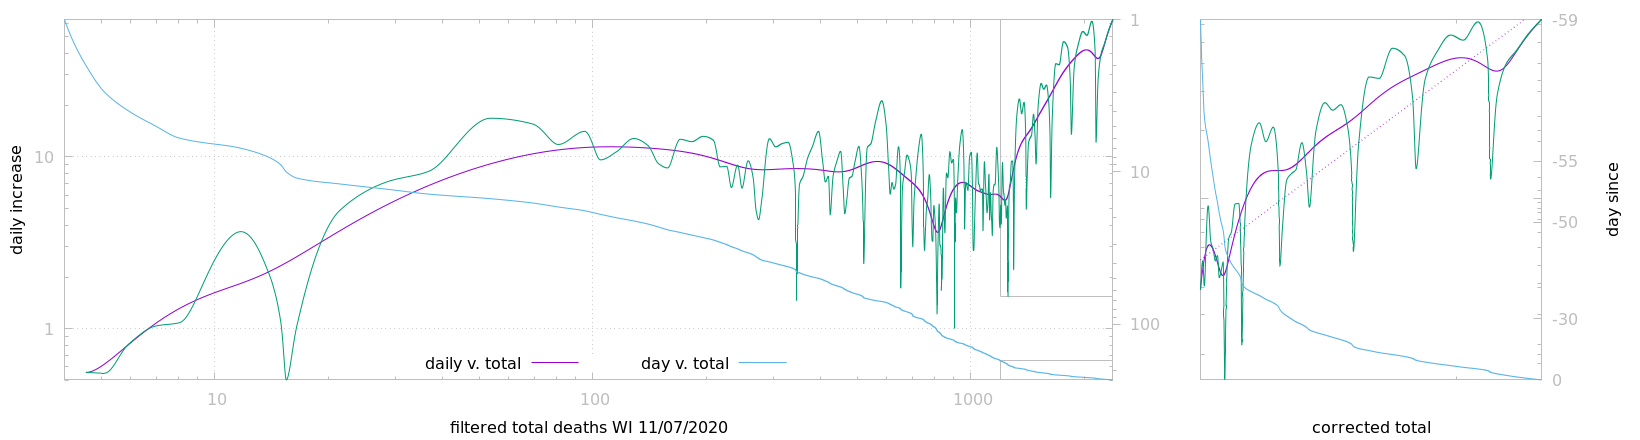 daily increase
10
1
10
100
1000
1
10
100
daily v. total
day v. total
filtered total deaths WI 11/07/2020
-59
-55
-50
-30
0
day since
corrected total